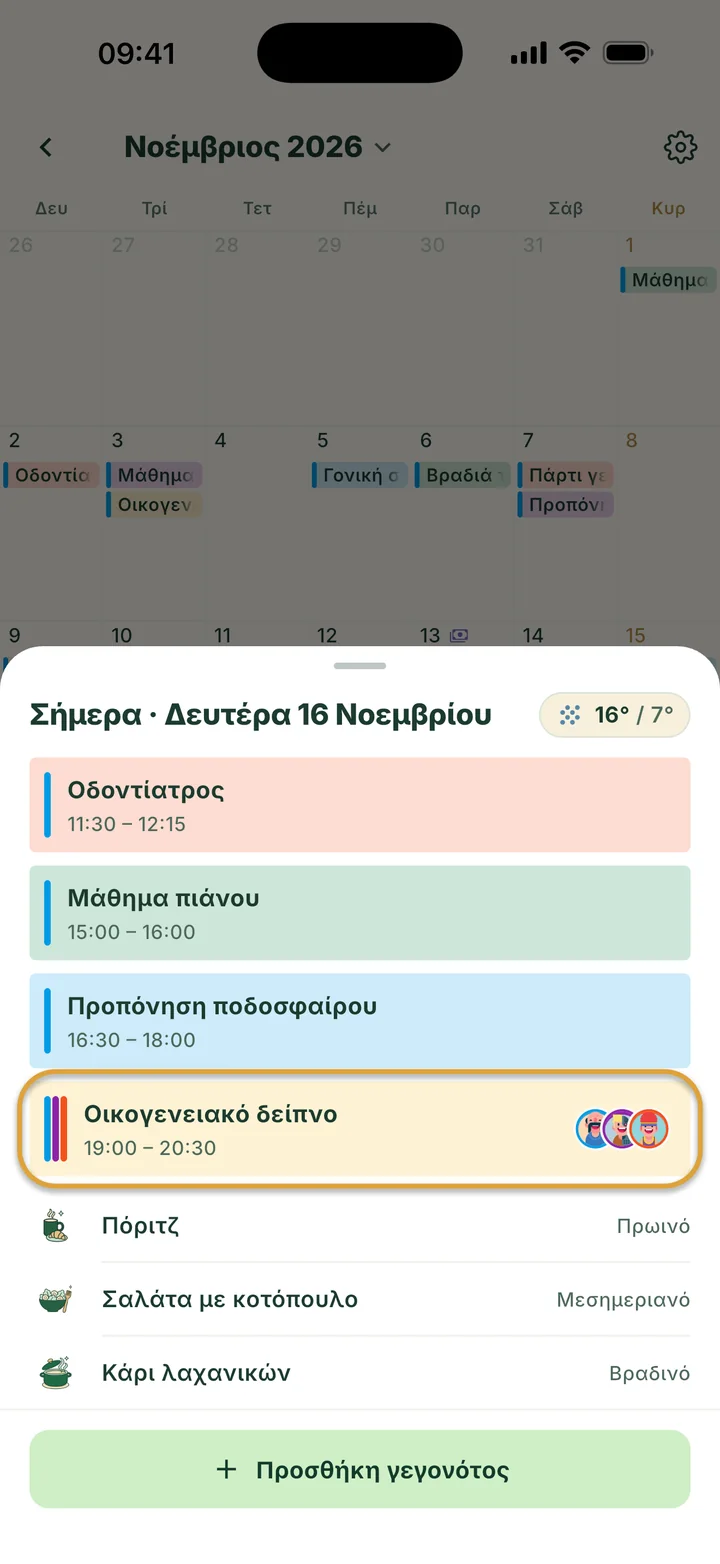 09:41
Νοέμβριος 2026
Δευ Τρί Τετ Πέμ Παρ Σάβ Κυρ
26 27 28 29 30 31 1
Μάθημα
2 3 4 5 6 7 8
Οδοντία Μάθημα Γονική σ Βραδιά Πάρτι γε
Οικογεν Προπόν
9 10 11 12 13 14 15
Σήμερα · Δευτέρα 16 Νοεμβρίου
16° / 7°
Οδοντίατρος
11:30 – 12:15
Μάθημα πιάνου
15:00 – 16:00
Προπόνηση ποδοσφαίρου
16:30 – 18:00
Οικογενειακό δείπνο
19:00 – 20:30
Πόριτζ Πρωινό
Σαλάτα με κοτόπουλο Μεσημεριανό
Κάρι λαχανικών Βραδινό
+ Προσθήκη γεγονότος